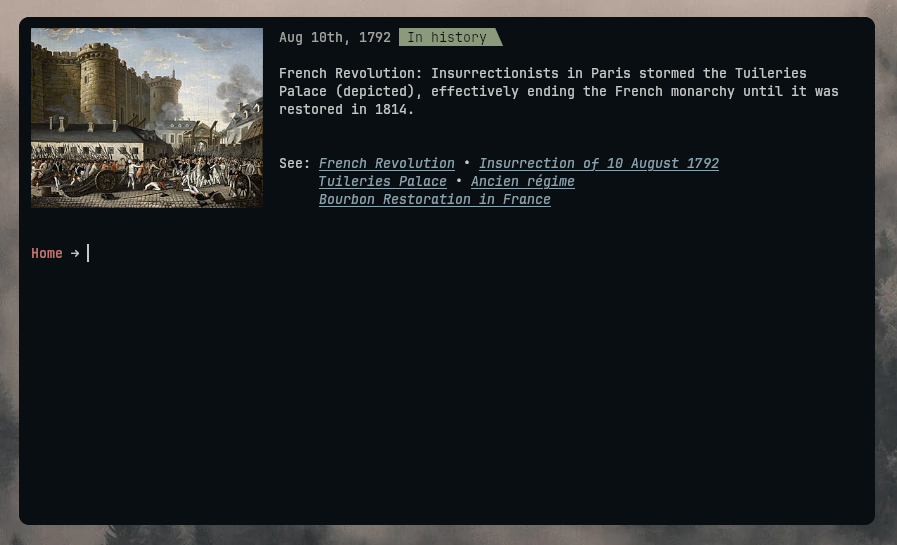 Aug 10th, 1792 In history
French Revolution: Insurrectionists in Paris stormed the Tuileries
Palace (depicted), effectively ending the French monarchy until it was
restored in 1814.
See: French Revolution • Insurrection of 10 August 1792
Tuileries Palace • Ancien régime
Bourbon Restoration in France
Home →